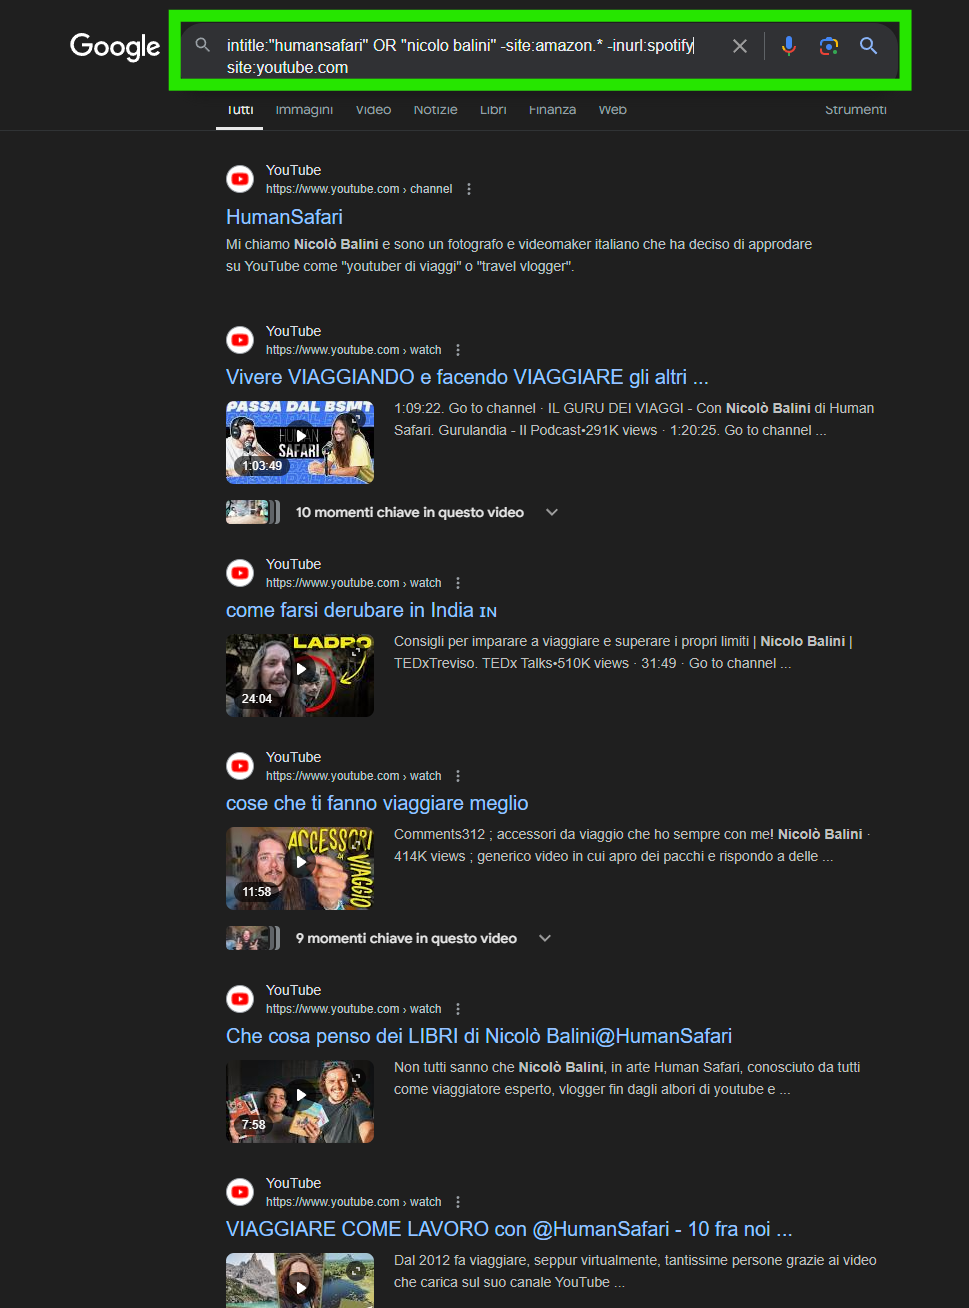 Google
intitle:"humansafari" OR "nicolo balini" -site:amazon.* -inurl:spotify
site:youtube.com
Tutti Immagini Video Notizie Libri Finanza Web Strumenti
YouTube
https://www.youtube.com › channel
HumanSafari
Mi chiamo Nicolò Balini e sono un fotografo e videomaker italiano che ha deciso di approdare
su YouTube come "youtuber di viaggi" o "travel vlogger".
YouTube
https://www.youtube.com › watch
Vivere VIAGGIANDO e facendo VIAGGIARE gli altri ...
PASSA DAL BSMT
HUMAN
SAFARI
1:03:49
1:09:22. Go to channel · IL GURU DEI VIAGGI - Con Nicolò Balini di Human
Safari. Gurulandia - Il Podcast•291K views · 1:20:25. Go to channel ...
10 momenti chiave in questo video
YouTube
https://www.youtube.com › watch
come farsi derubare in India ɪɴ
LADRO
24:04
Consigli per imparare a viaggiare e superare i propri limiti | Nicolo Balini |
TEDxTreviso. TEDx Talks•510K views · 31:49 · Go to channel ...
YouTube
https://www.youtube.com › watch
cose che ti fanno viaggiare meglio
ACCESSORI
DA
VIAGGIO
11:58
Comments312 ; accessori da viaggio che ho sempre con me! Nicolò Balini ·
414K views ; generico video in cui apro dei pacchi e rispondo a delle ...
9 momenti chiave in questo video
YouTube
https://www.youtube.com › watch
Che cosa penso dei LIBRI di Nicolò Balini@HumanSafari
7:58
Non tutti sanno che Nicolò Balini, in arte Human Safari, conosciuto da tutti
come viaggiatore esperto, vlogger fin dagli albori di youtube e ...
YouTube
https://www.youtube.com › watch
VIAGGIARE COME LAVORO con @HumanSafari - 10 fra noi ...
Dal 2012 fa viaggiare, seppur virtualmente, tantissime persone grazie ai video
che carica sul suo canale YouTube ...